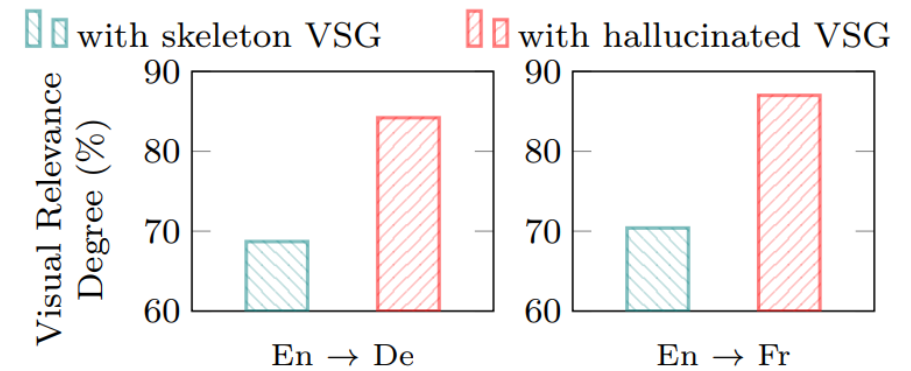 with skeleton VSG with hallucinated VSG
Visual Relevance
Degree (%)
90
80
70
60
En → De
90
80
70
60
En → Fr